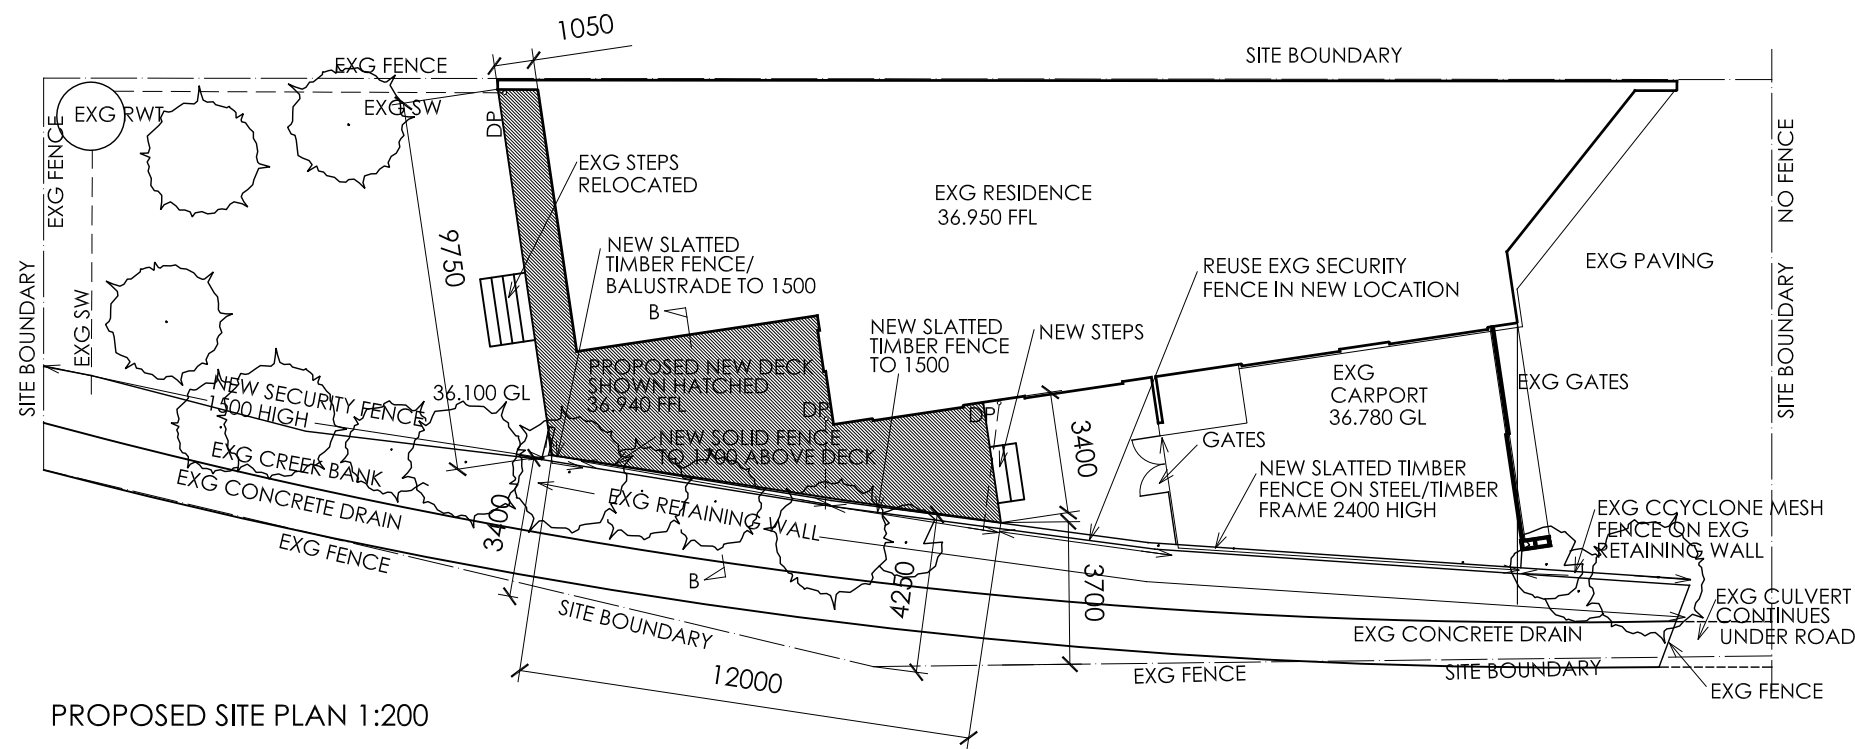 1050
EXG FENCE
SITE BOUNDARY
EXG RWT
EXG SW
DP
EXG FENCE
NO FENCE
EXG STEPS
RELOCATED
EXG RESIDENCE
36.950 FFL
9750
NEW SLATTED
TIMBER FENCE/
BALUSTRADE TO 1500
B
REUSE EXG SECURITY
FENCE IN NEW LOCATION
EXG PAVING
SITE BOUNDARY
EXG SW
SITE BOUNDARY
NEW SLATTED
TIMBER FENCE
TO 1500
NEW STEPS
PROPOSED NEW DECK
SHOWN HATCHED
36.940 FFL
EXG
CARPORT
36.780 GL
EXG GATES
NEW SECURITY FENCE
1500 HIGH
36.100 GL
DP
DP
NEW SOLID FENCE
TO 1700 ABOVE DECK
3400
GATES
EXG CREEK BANK
EXG CONCRETE DRAIN
EXG FENCE
EXG RETAINING WALL
3400
NEW SLATTED TIMBER
FENCE ON STEEL/TIMBER
FRAME 2400 HIGH
EXG CCYCLONE MESH
FENCE ON EXG
RETAINING WALL
B
4250
3700
SITE BOUNDARY
EXG CULVERT
CONTINUES
UNDER ROAD
EXG CONCRETE DRAIN
12000
EXG FENCE
SITE BOUNDARY
EXG FENCE
PROPOSED SITE PLAN 1:200